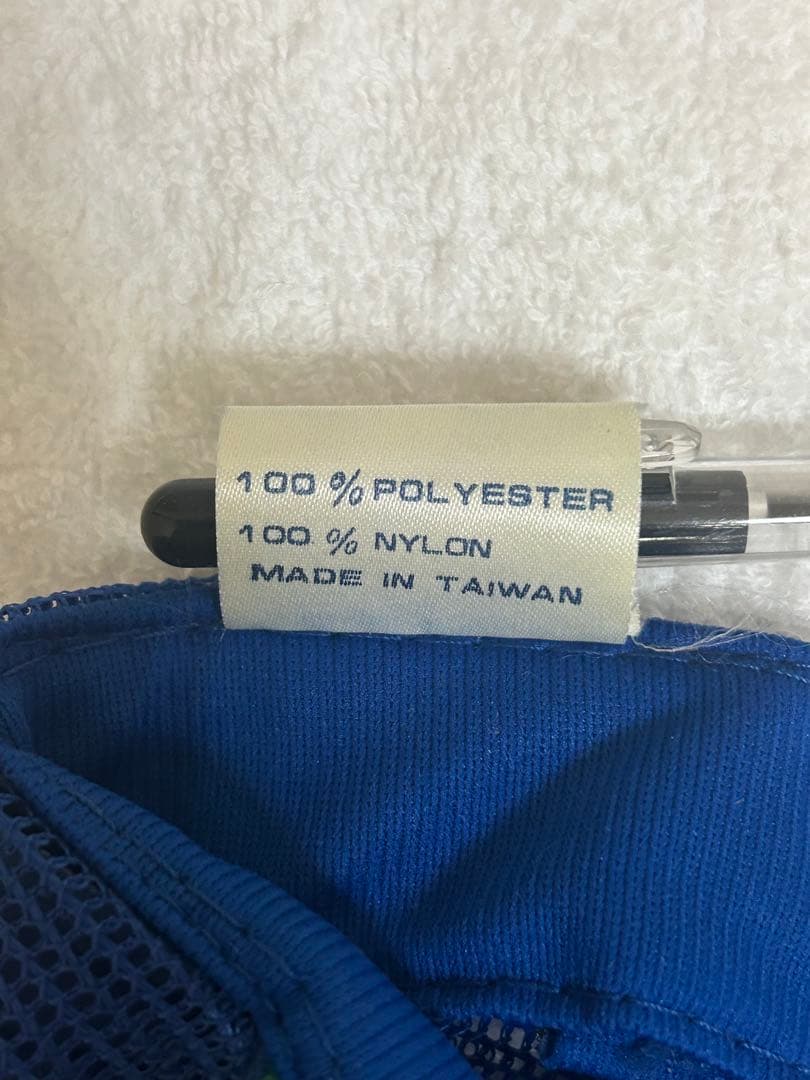 100 % POLYESTER
100 % NYLON
MADE IN TAIWAN